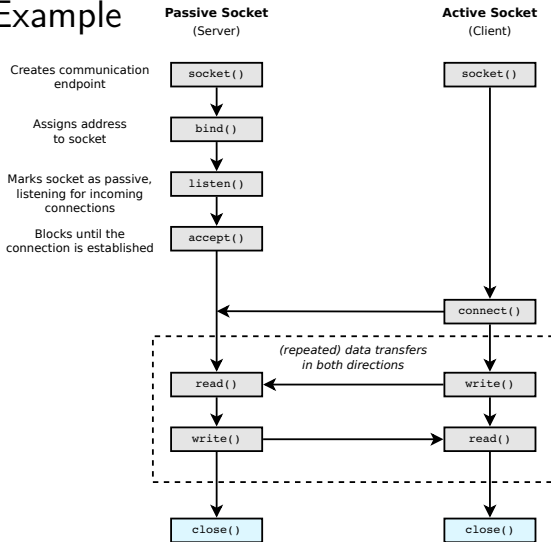 Example
Passive Socket
(Server)
Active Socket
(Client)
Creates communication
endpoint
socket()
socket()
Assigns address
to socket
bind()
Marks socket as passive,
listening for incoming
connections
listen()
Blocks until the
connection is established
accept()
connect()
(repeated) data transfers
in both directions
read()
write()
write()
read()
close()
close()